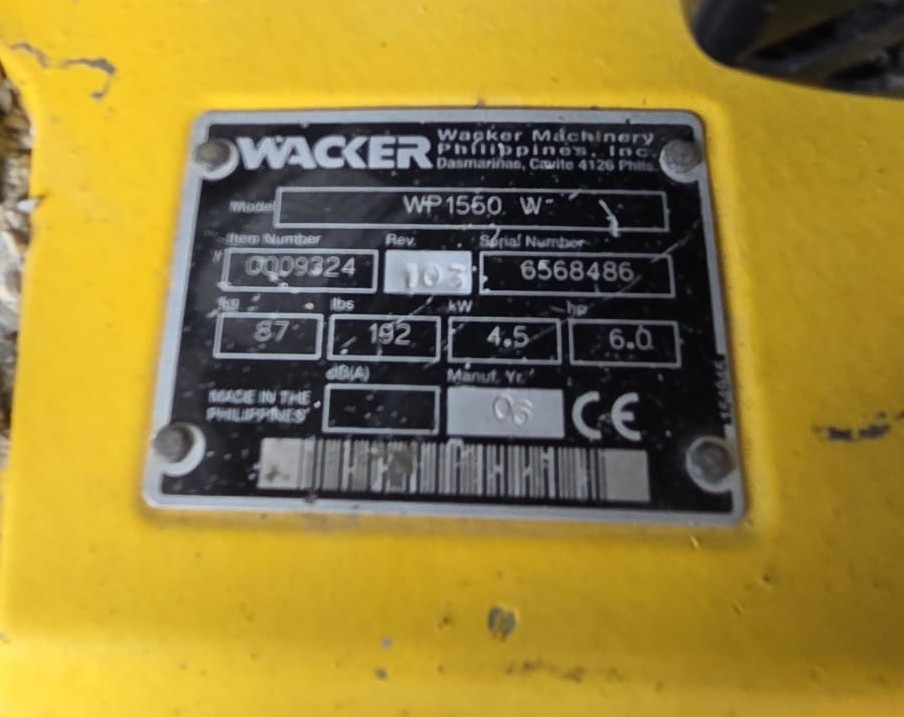 WACKER
Wacker Machinery
Philippines, Inc.
Dasmariñas, Cavite 4126 Phils.
Model WP1550 W
Item Number Rev. Serial Number
0009324 103 6568486
kg lbs kW hp
87 192 4.5 6.0
dB(A) Manuf. Yr.
MADE IN THE
PHILIPPINES
06 CE